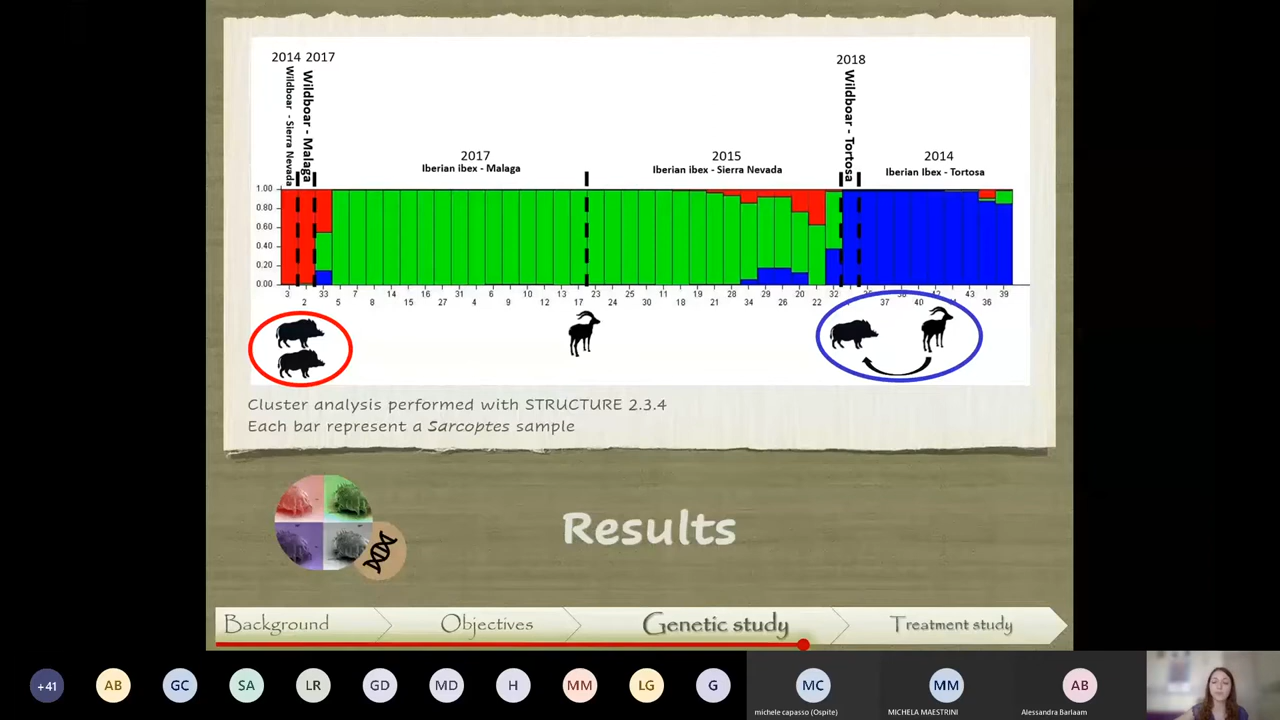 2014 2017
2018
Wildboar - Sierra Nevada
Wildboar - Malaga
Wildboar - Tortosa
2017
Iberian ibex - Malaga
2015
Iberian ibex - Sierra Nevada
2014
Iberian Ibex - Tortosa
1.00
0.80
0.60
0.40
0.20
0.00
3 33 7 14 15 26 31 6 9 10 13 23 24 25 11 19 21 28 29 26 20 32 43 39
2 5 8 16 27 4 12 17 30 18 34 22 37 40 36
Cluster analysis performed with STRUCTURE 2.3.4
Each bar represent a Sarcoptes sample
Results
Background
Objectives
Genetic study
Treatment study
+41 AB GC SA LR GD MD H MM LG G MC MM AB
michele capasso (Ospite)
MICHELA MAESTRINI
Alessandra Barlaam